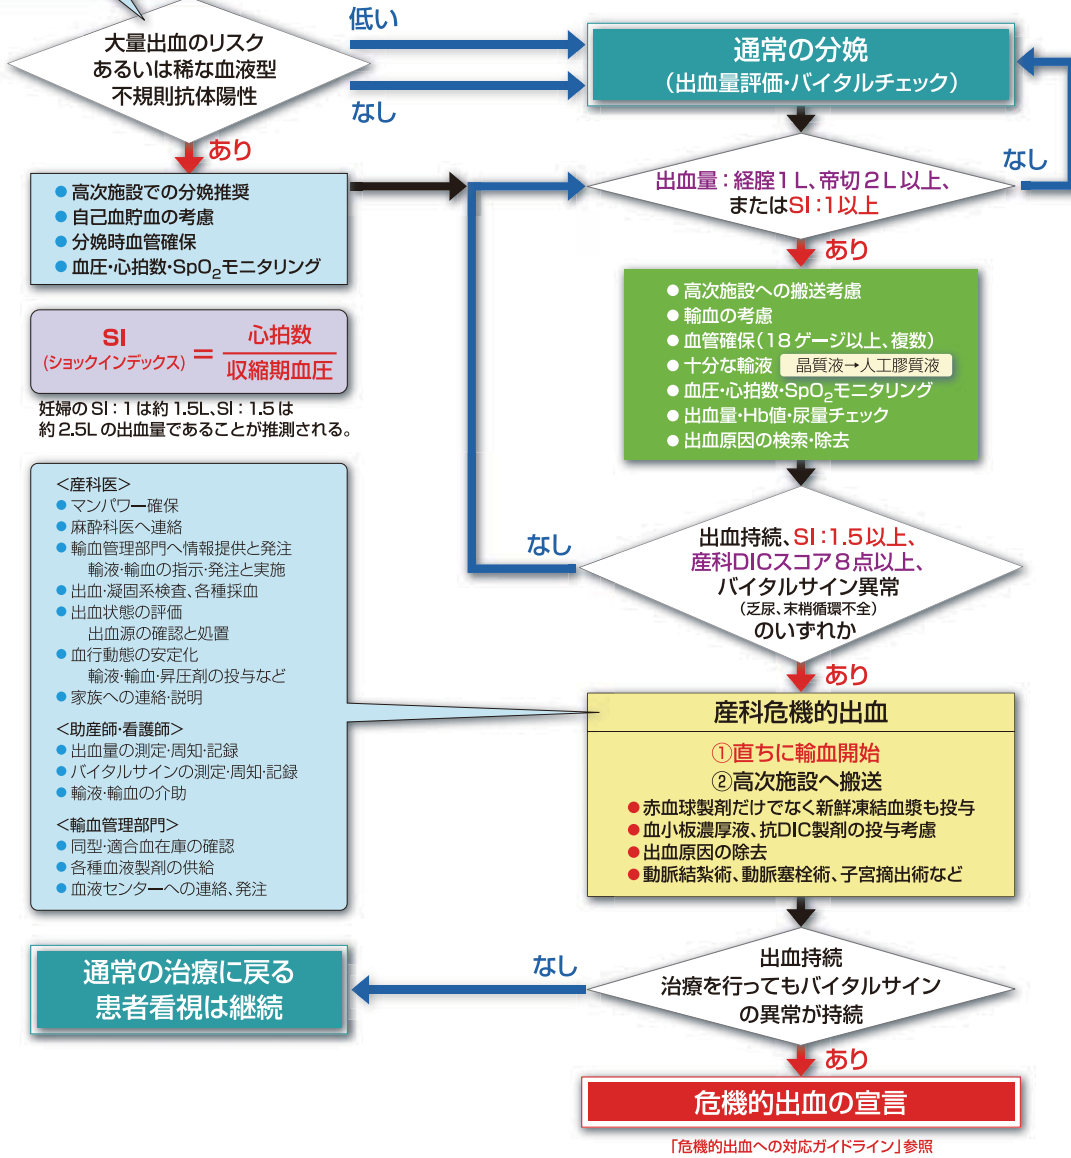 大量出血のリスク
あるいは稀な血液型
不規則抗体陽性
低い
なし
あり
通常の分娩
(出血量評価・バイタルチェック)
● 高次施設での分娩推奨
● 自己血貯血の考慮
● 分娩時血管確保
● 血圧・心拍数・SpO₂モニタリング
出血量：経腟1L、帝切2L以上、
またはSI：1以上
なし
あり
SI
(ショックインデックス)
=
心拍数
収縮期血圧
妊婦のSI：1は約1.5L、SI：1.5は
約2.5Lの出血量であることが推測される。
● 高次施設への搬送考慮
● 輸血の考慮
● 血管確保(18ゲージ以上、複数)
● 十分な輸液 晶質液→人工膠質液
● 血圧・心拍数・SpO₂モニタリング
● 出血量・Hb値・尿量チェック
● 出血原因の検索・除去
出血持続、SI：1.5以上、
産科DICスコア8点以上、
バイタルサイン異常
(乏尿、末梢循環不全)
のいずれか
なし
あり
＜産科医＞
● マンパワー確保
● 麻酔科医へ連絡
● 輸血管理部門へ情報提供と発注
輸液・輸血の指示・発注と実施
● 出血・凝固系検査、各種採血
● 出血状態の評価
出血源の確認と処置
● 血行動態の安定化
輸液・輸血・昇圧剤の投与など
● 家族への連絡・説明
＜助産師・看護師＞
● 出血量の測定・周知・記録
● バイタルサインの測定・周知・記録
● 輸液・輸血の介助
＜輸血管理部門＞
● 同型・適合血在庫の確認
● 各種血液製剤の供給
● 血液センターへの連絡、発注
産科危機的出血
①直ちに輸血開始
②高次施設へ搬送
● 赤血球製剤だけでなく新鮮凍結血漿も投与
● 血小板濃厚液、抗DIC製剤の投与考慮
● 出血原因の除去
● 動脈結紮術、動脈塞栓術、子宮摘出術など
出血持続
治療を行ってもバイタルサイン
の異常が持続
なし
あり
通常の治療に戻る
患者看視は継続
危機的出血の宣言
「危機的出血への対応ガイドライン」参照